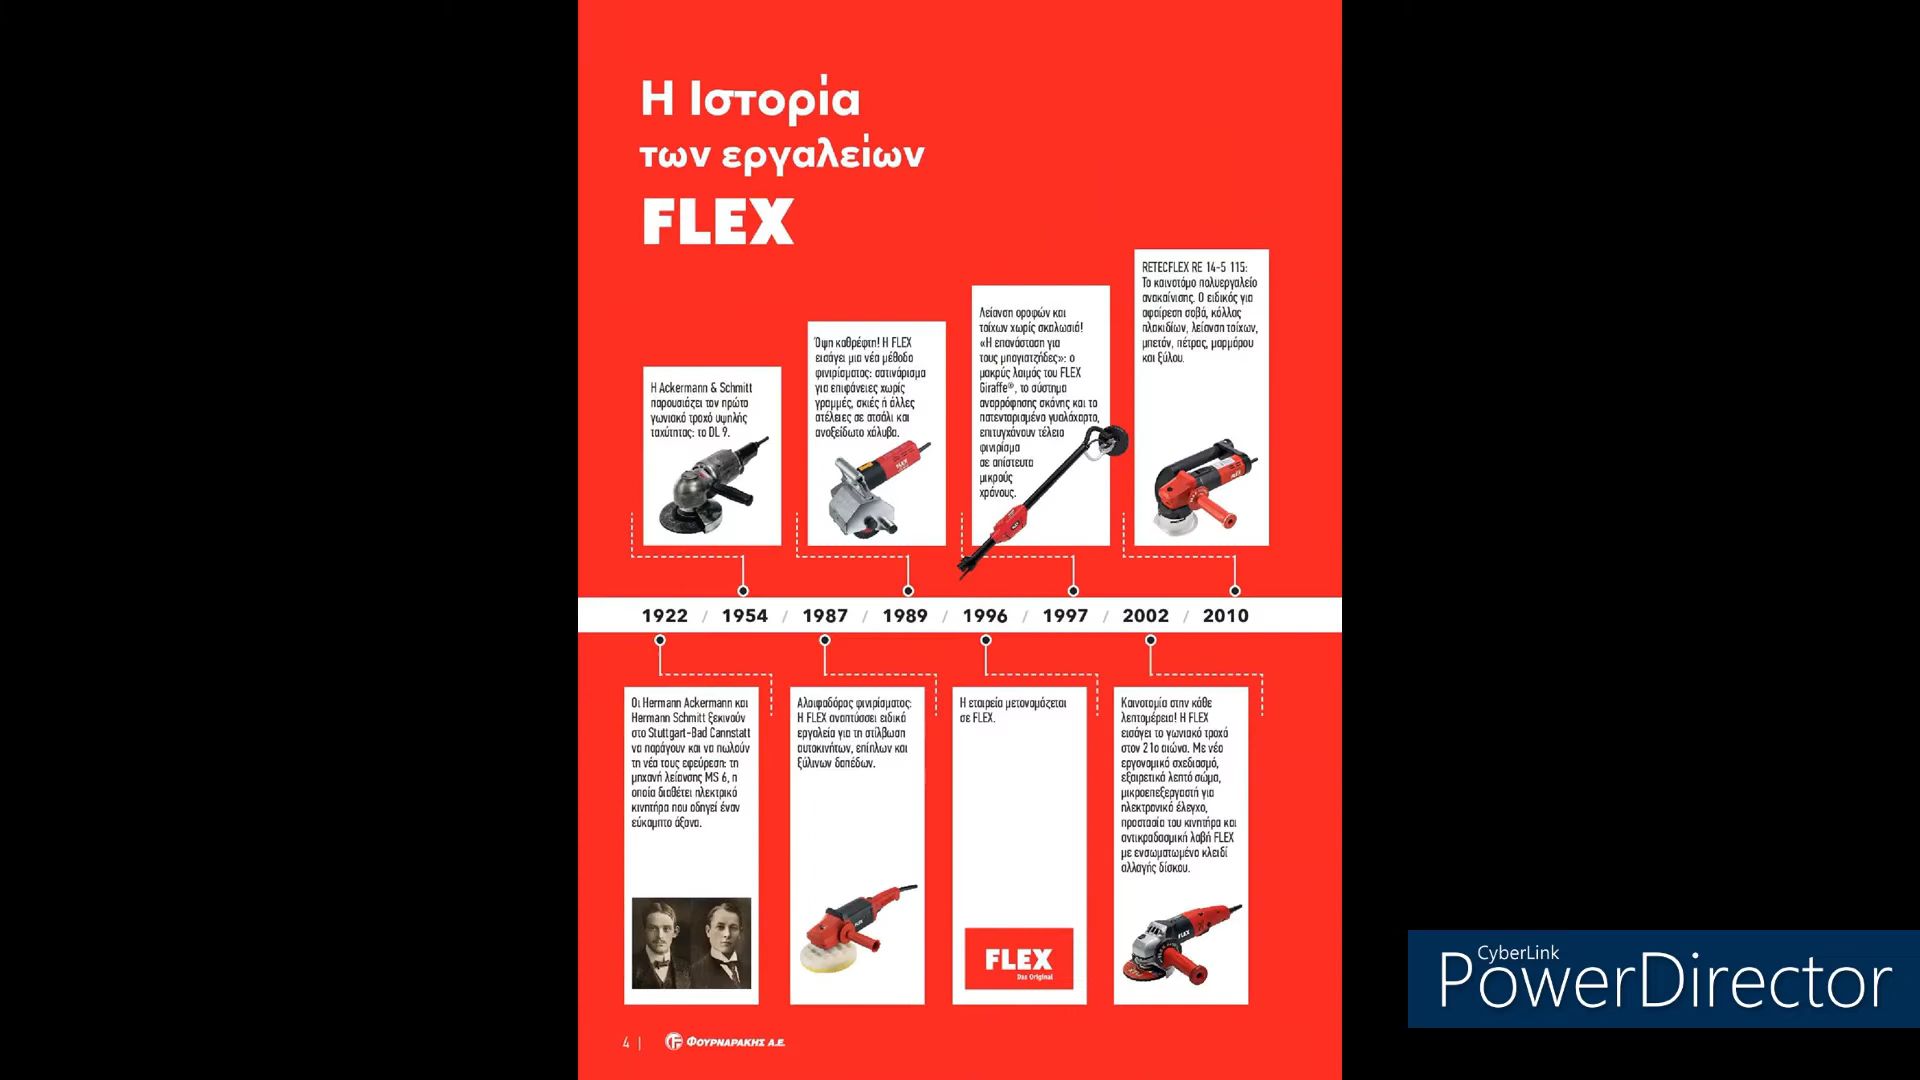 Η Ιστορία
των εργαλείων
FLEX
Η Ackermann & Schmitt
παρουσιάζει τον πρώτο
γωνιακό τροχό υψηλής
ταχύτητας: το DL 9.
Όψη καθρέφτη! Η FLEX
εισάγει μια νέα μέθοδο
φινιρίσματος: σατινάρισμα
για επιφάνειες χωρίς
γραμμές, σκιές ή άλλες
ατέλειες σε ατσάλι και
ανοξείδωτο χάλυβα.
Λείανση οροφών και
τοίχων χωρίς σκαλωσιά!
«Η επανάσταση για
τους μπογιατζήδες»: ο
μακρύς λαιμός του FLEX
Giraffe®, το σύστημα
αναρρόφησης σκόνης και το
πατενταρισμένο γυαλόχαρτο,
επιτυγχάνουν τέλειο
φινίρισμα
σε απίστευτα
μικρούς
χρόνους.
RETECFLEX RE 14-5 115:
Το καινοτόμο πολυεργαλείο
ανακαίνισης. Ο ειδικός για
αφαίρεση σοβά, κόλλας
πλακιδίων, λείανση τοίχων,
μπετόν, πέτρας, μαρμάρου
και ξύλου.
1922 / 1954 / 1987 / 1989 / 1996 / 1997 / 2002 / 2010
Οι Hermann Ackermann και
Hermann Schmitt ξεκινούν
στο Stuttgart-Bad Cannstatt
να παράγουν και να πωλούν
τη νέα τους εφεύρεση: τη
μηχανή λείανσης MS 6, η
οποία διαθέτει ηλεκτρικό
κινητήρα που οδηγεί έναν
εύκαμπτο άξονα.
Αλοιφαδόρος φινιρίσματος:
Η FLEX αναπτύσσει ειδικά
εργαλεία για τη στίλβωση
αυτοκινήτων, επίπλων και
ξύλινων δαπέδων.
Η εταιρεία μετονομάζεται
σε FLEX.
FLEX
Das Original
Καινοτομία στην κάθε
λεπτομέρεια! Η FLEX
εισάγει το γωνιακό τροχό
στον 21ο αιώνα. Με νέο
εργονομικό σχεδιασμό,
εξαιρετικά λεπτό σώμα,
μικροεπεξεργαστή για
ηλεκτρονικό έλεγχο,
προστασία του κινητήρα και
αντικραδασμική λαβή FLEX
με ενσωματωμένο κλειδί
αλλαγής δίσκου.
4 | ΦΟΥΡΝΑΡΑΚΗΣ Α.Ε.
CyberLink
PowerDirector